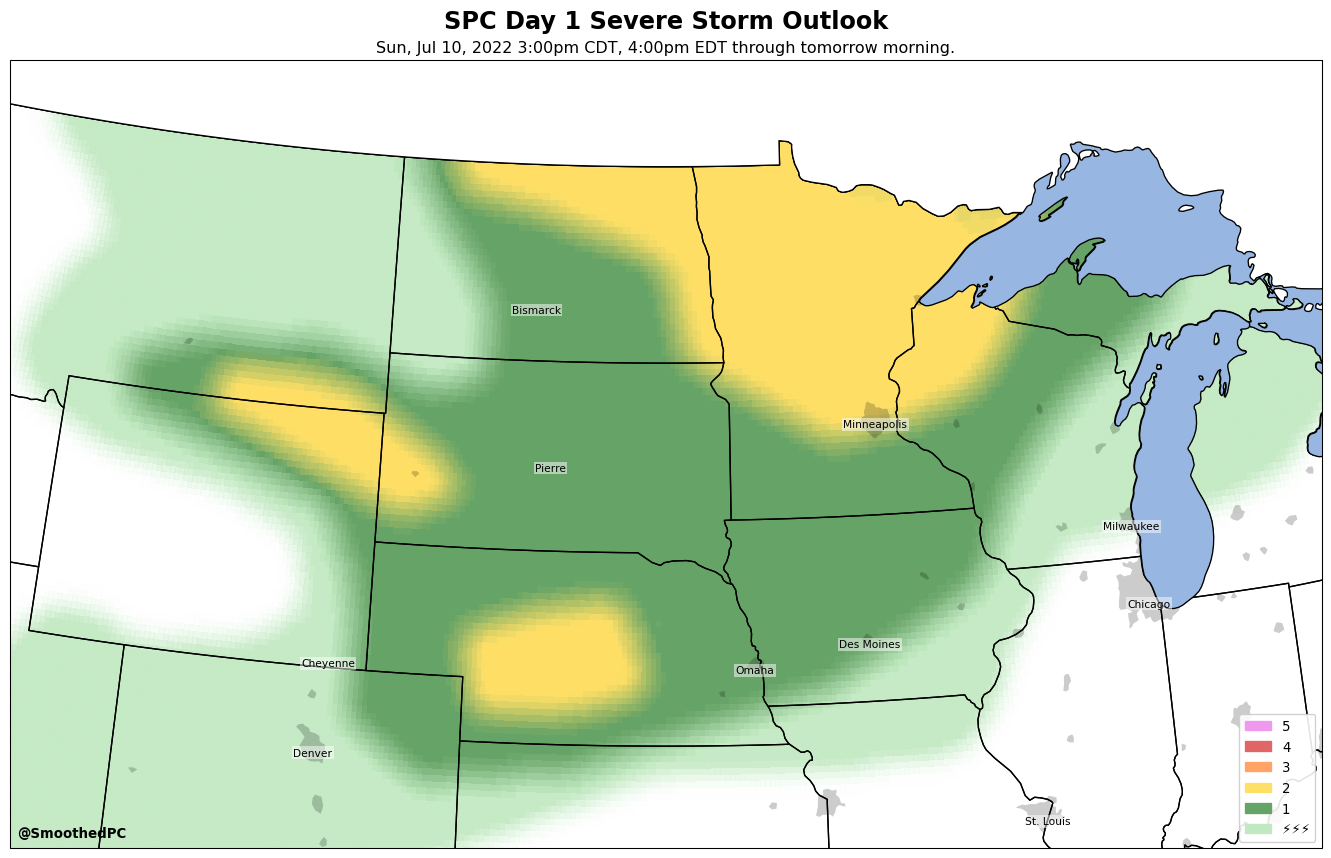 SPC Day 1 Severe Storm Outlook
Sun, Jul 10, 2022 3:00pm CDT, 4:00pm EDT through tomorrow morning.
Bismarck
Minneapolis
Pierre
Milwaukee
Chicago
Des Moines
Cheyenne
Omaha
Denver
St. Louis
5
4
3
2
1
⚡⚡⚡
@SmoothedPC